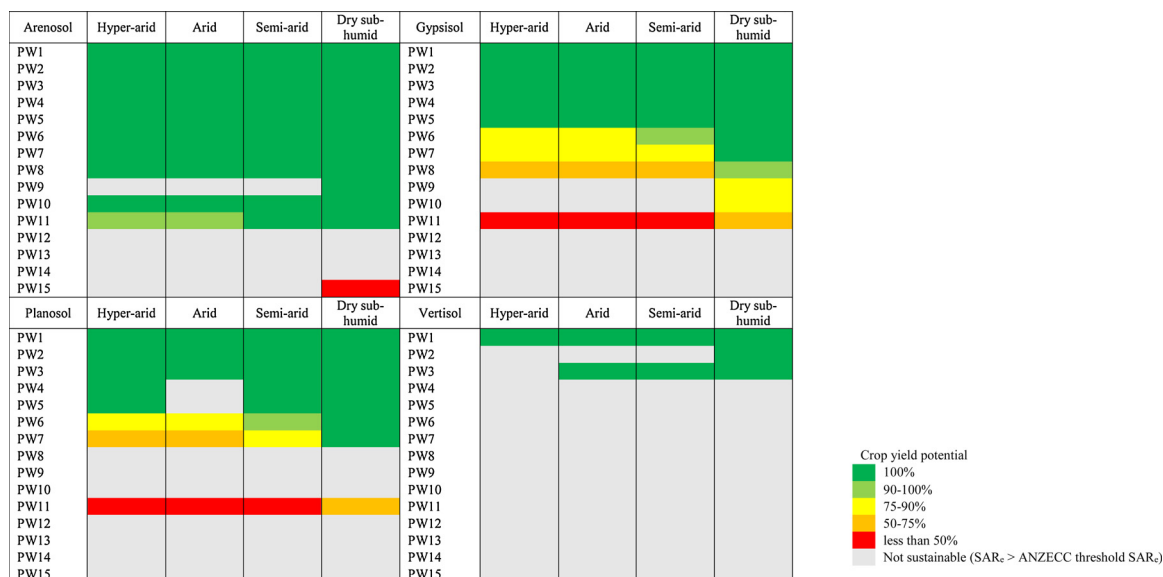 Arenosol Hyper-arid Arid Semi-arid Dry sub-humid Gypsisol Hyper-arid Arid Semi-arid Dry sub-humid
PW1 PW1
PW2 PW2
PW3 PW3
PW4 PW4
PW5 PW5
PW6 PW6
PW7 PW7
PW8 PW8
PW9 PW9
PW10 PW10
PW11 PW11
PW12 PW12
PW13 PW13
PW14 PW14
PW15 PW15
Planosol Hyper-arid Arid Semi-arid Dry sub-humid Vertisol Hyper-arid Arid Semi-arid Dry sub-humid
PW1 PW1
PW2 PW2
PW3 PW3
PW4 PW4
PW5 PW5
PW6 PW6
PW7 PW7
PW8 PW8
PW9 PW9
PW10 PW10
PW11 PW11
PW12 PW12
PW13 PW13
PW14 PW14
PW15 PW15
Crop yield potential
100%
90-100%
75-90%
50-75%
less than 50%
Not sustainable (SARₑ > ANZECC threshold SARₑ)